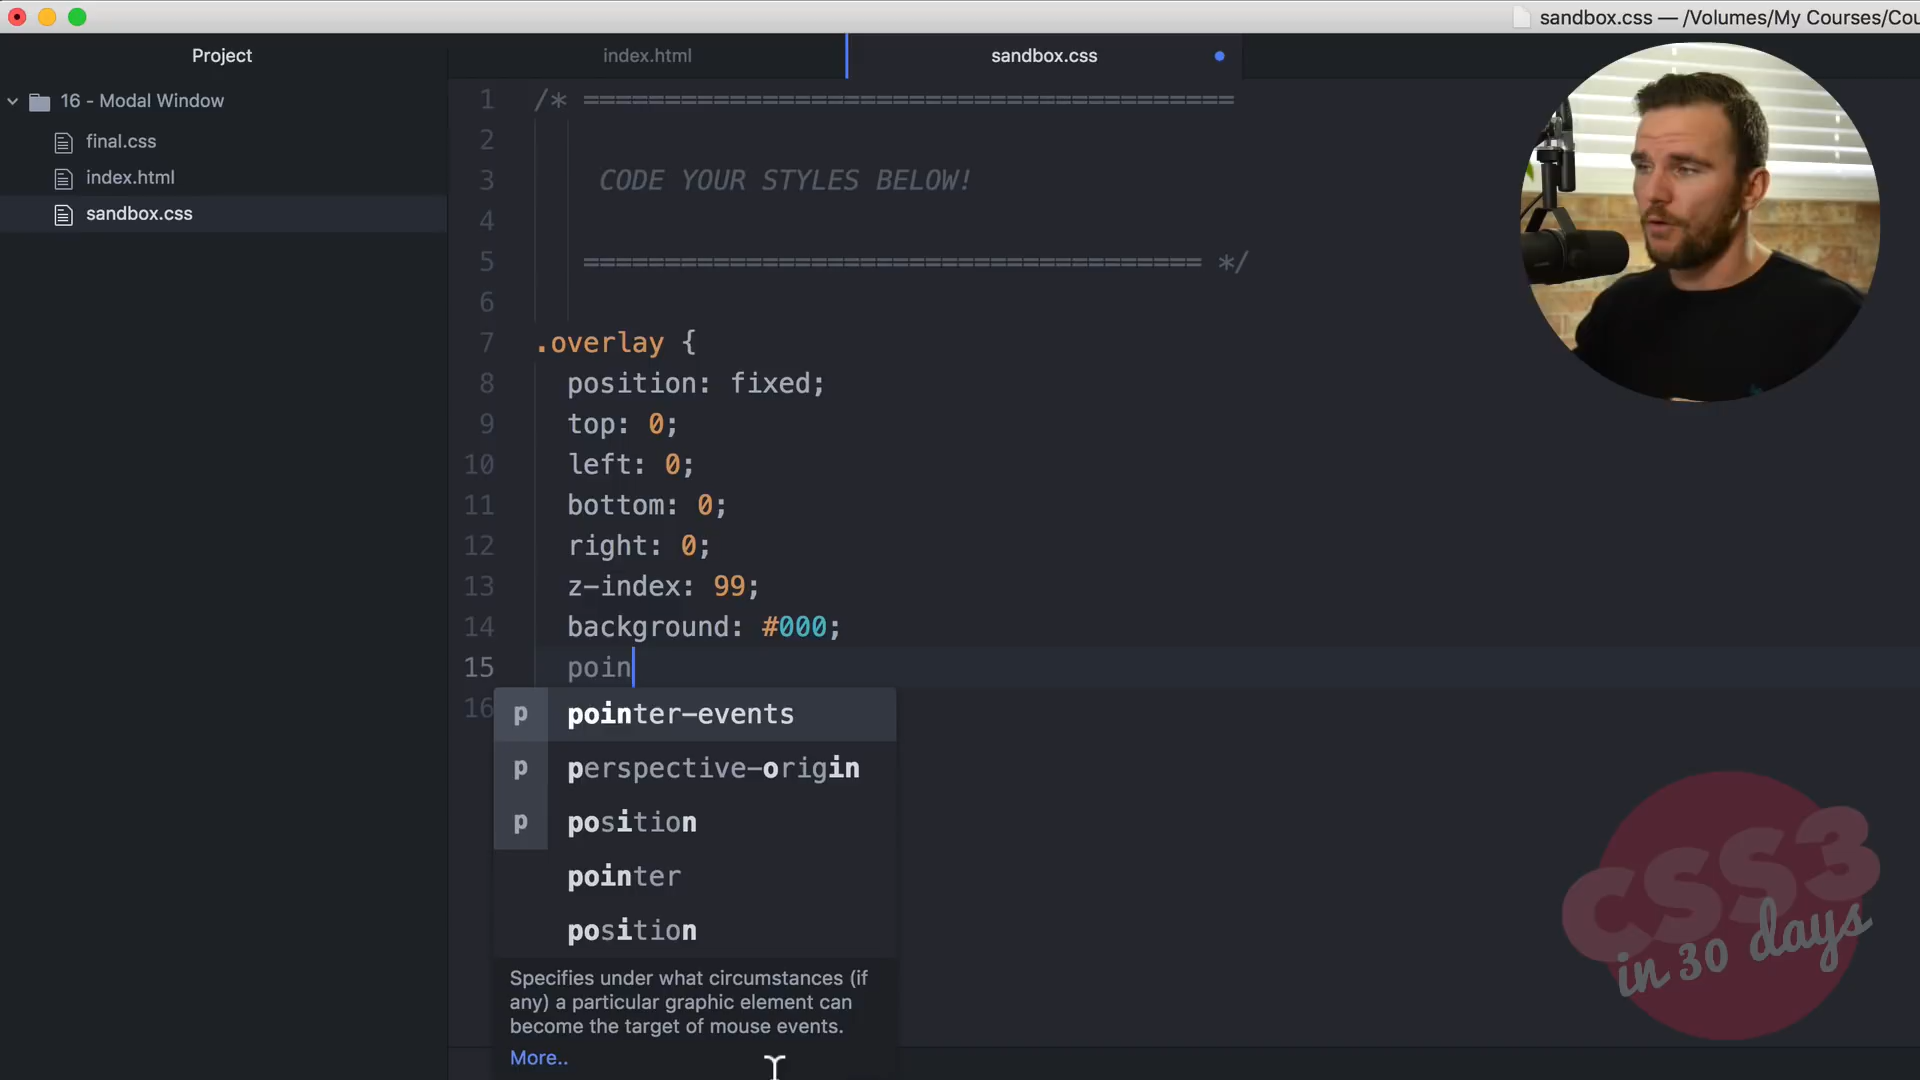 sandbox.css — /Volumes/My Courses/Cou
Project
index.html
sandbox.css
16 - Modal Window
final.css
index.html
sandbox.css
1 /* ========================================
2
3 CODE YOUR STYLES BELOW!
4
5 ====================================== */
6
7 .overlay {
8 position: fixed;
9 top: 0;
10 left: 0;
11 bottom: 0;
12 right: 0;
13 z-index: 99;
14 background: #000;
15 poin
16
p pointer-events
p perspective-origin
p position
pointer
position
Specifies under what circumstances (if
any) a particular graphic element can
become the target of mouse events.
More..
CSS3
in 30 days